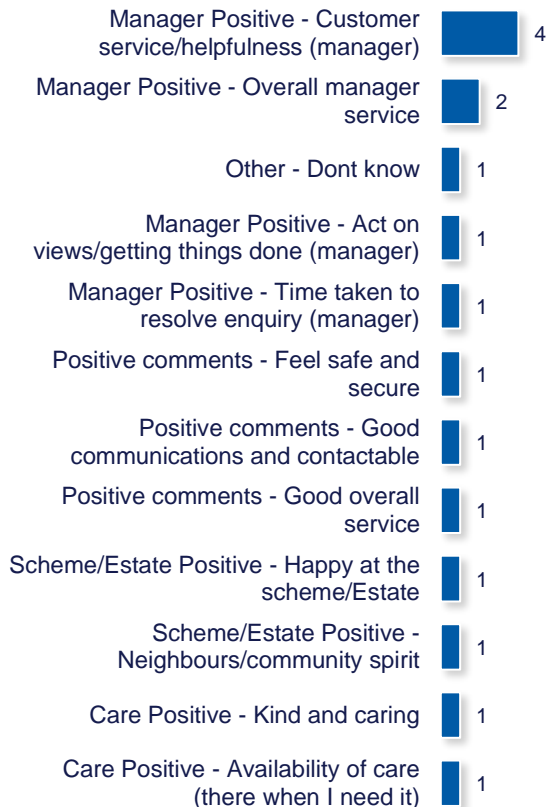 Manager Positive - Customer
service/helpfulness (manager)
4
Manager Positive - Overall manager
service
2
Other - Dont know
1
Manager Positive - Act on
views/getting things done (manager)
1
Manager Positive - Time taken to
resolve enquiry (manager)
1
Positive comments - Feel safe and
secure
1
Positive comments - Good
communications and contactable
1
Positive comments - Good overall
service
1
Scheme/Estate Positive - Happy at the
scheme/Estate
1
Scheme/Estate Positive -
Neighbours/community spirit
1
Care Positive - Kind and caring
1
Care Positive - Availability of care
(there when I need it)
1